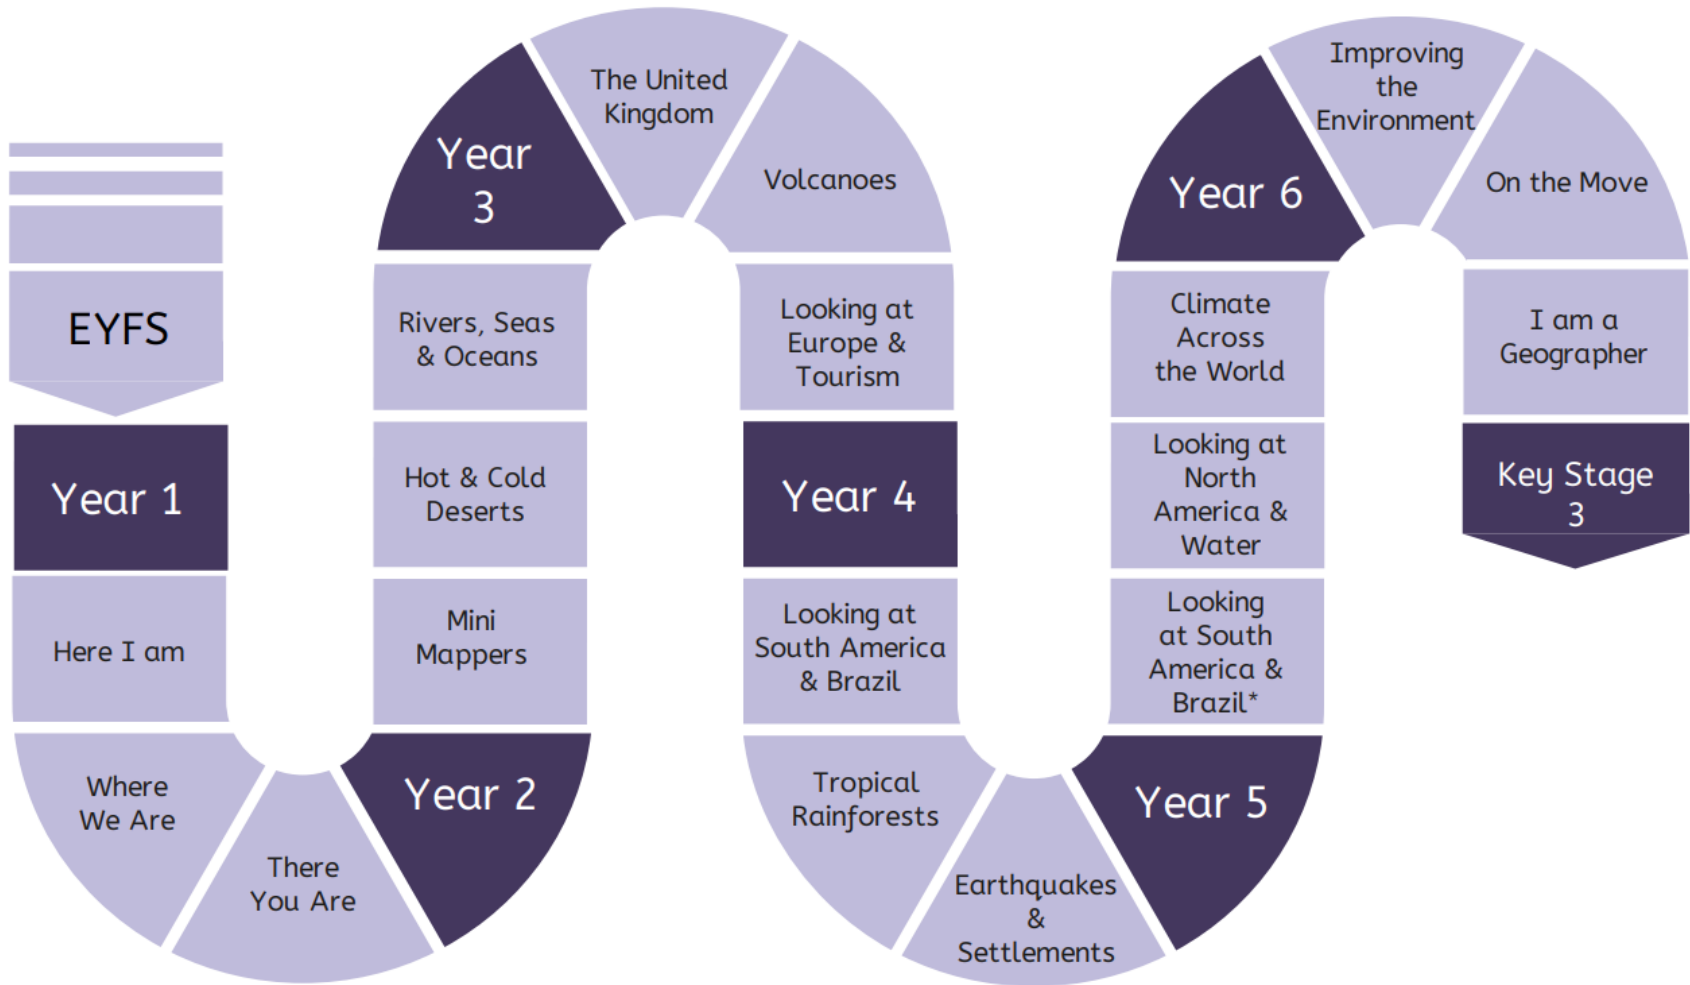 EYFS
Year 1
Here I am
Where
We Are
There
You Are
Year 2
Mini
Mappers
Hot & Cold
Deserts
Rivers, Seas
& Oceans
Year
3
The United
Kingdom
Volcanoes
Looking at
Europe &
Tourism
Year 4
Looking at
South America
& Brazil
Tropical
Rainforests
Earthquakes
&
Settlements
Year 5
Looking
at South
America &
Brazil*
Looking at
North
America &
Water
Climate
Across
the World
Year 6
Improving
the
Environment
On the Move
I am a
Geographer
Key Stage
3